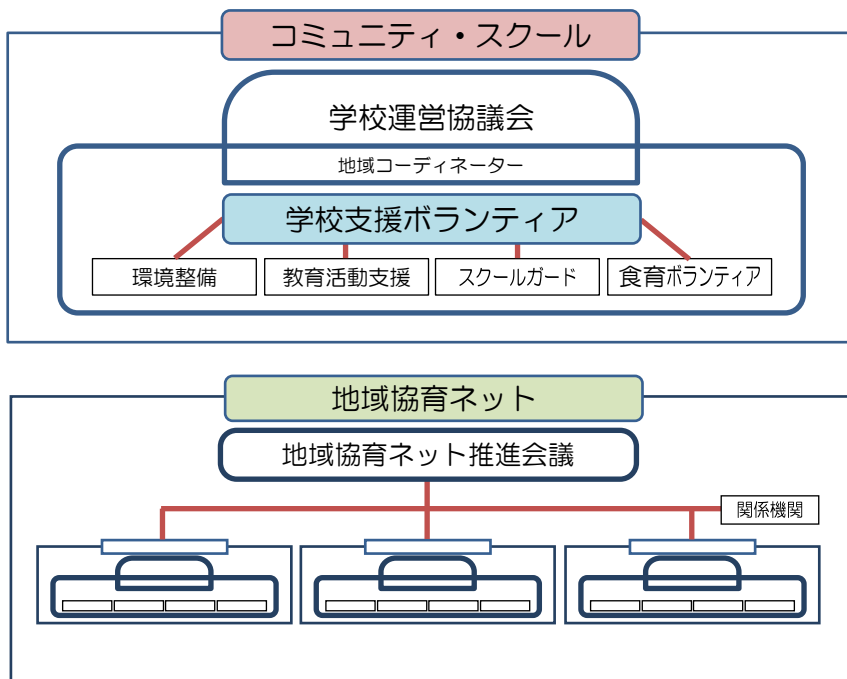 コミュニティ・スクール
学校運営協議会
地域コーディネーター
学校支援ボランティア
環境整備
教育活動支援
スクールガード
食育ボランティア
地域協育ネット
地域協育ネット推進会議
関係機関